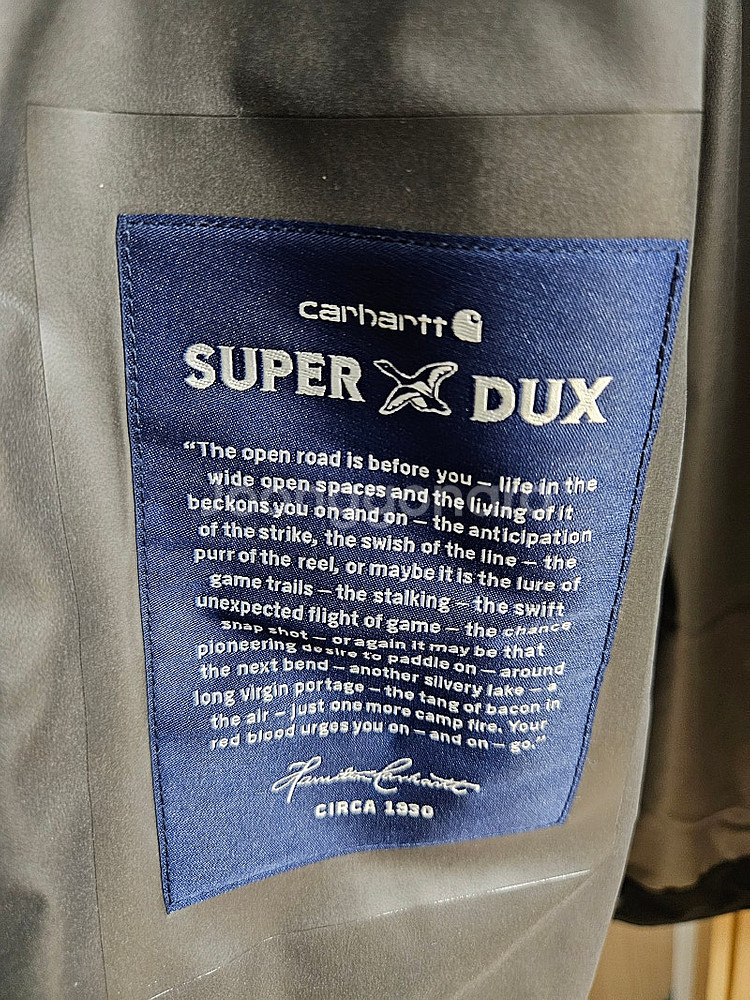 carhartt
SUPER DUX
“The open road is before you — life in the
wide open spaces and the living of it
beckons you on and on — the anticipation
of the strike, the swish of the line — the
purr of the reel, or maybe it is the lure of
game trails — the stalking — the swift
unexpected flight of game — the chance
snap shot — or again it may be that
pioneering desire to paddle on — around
the next bend — another silvery lake — a
long virgin portage — the tang of bacon in
the air — just one more camp fire. Your
red blood urges you on — and on — go.”
Hamilton Carhartt
CIRCA 1930